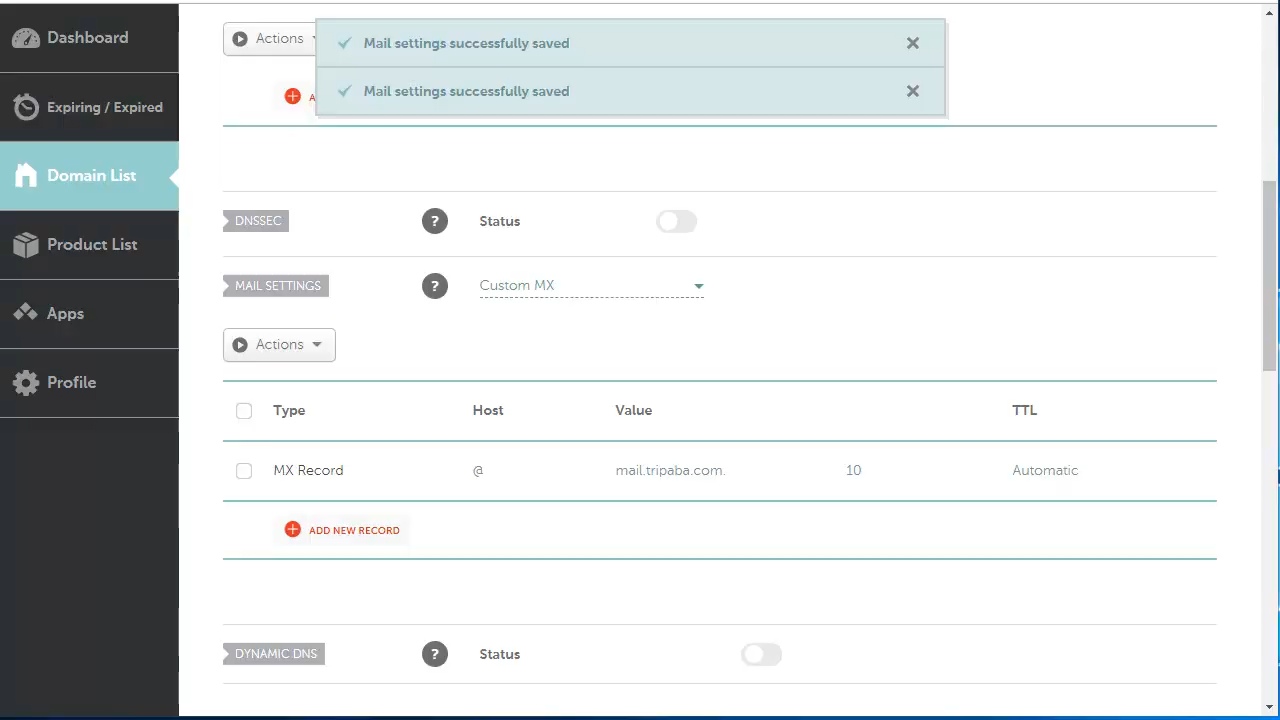 Dashboard
Expiring / Expired
Domain List
Product List
Apps
Profile
Actions
Mail settings successfully saved
Mail settings successfully saved
A
DNSSEC
?
Status
MAIL SETTINGS
?
Custom MX
Actions
Type Host Value TTL
MX Record @ mail.tripaba.com. 10 Automatic
ADD NEW RECORD
DYNAMIC DNS
?
Status